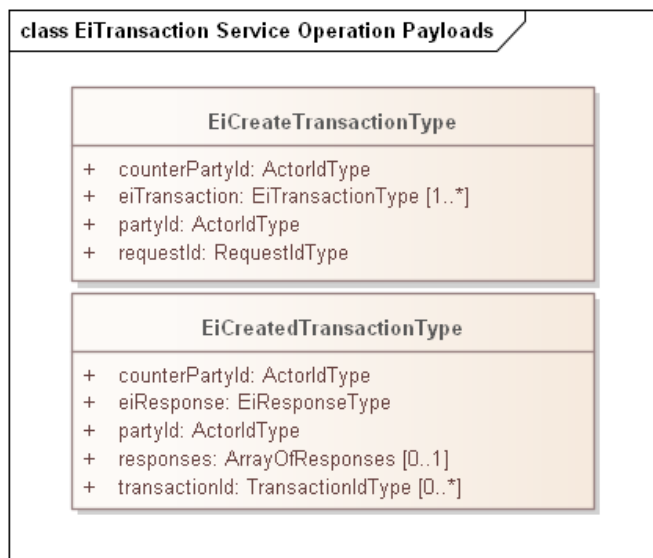 class EiTransaction Service Operation Payloads
EiCreateTransactionType
+ counterPartyId: ActorIdType
+ eiTransaction: EiTransactionType [1..*]
+ partyId: ActorIdType
+ requestId: RequestIdType
EiCreatedTransactionType
+ counterPartyId: ActorIdType
+ eiResponse: EiResponseType
+ partyId: ActorIdType
+ responses: ArrayOfResponses [0..1]
+ transactionId: TransactionIdType [0..*]